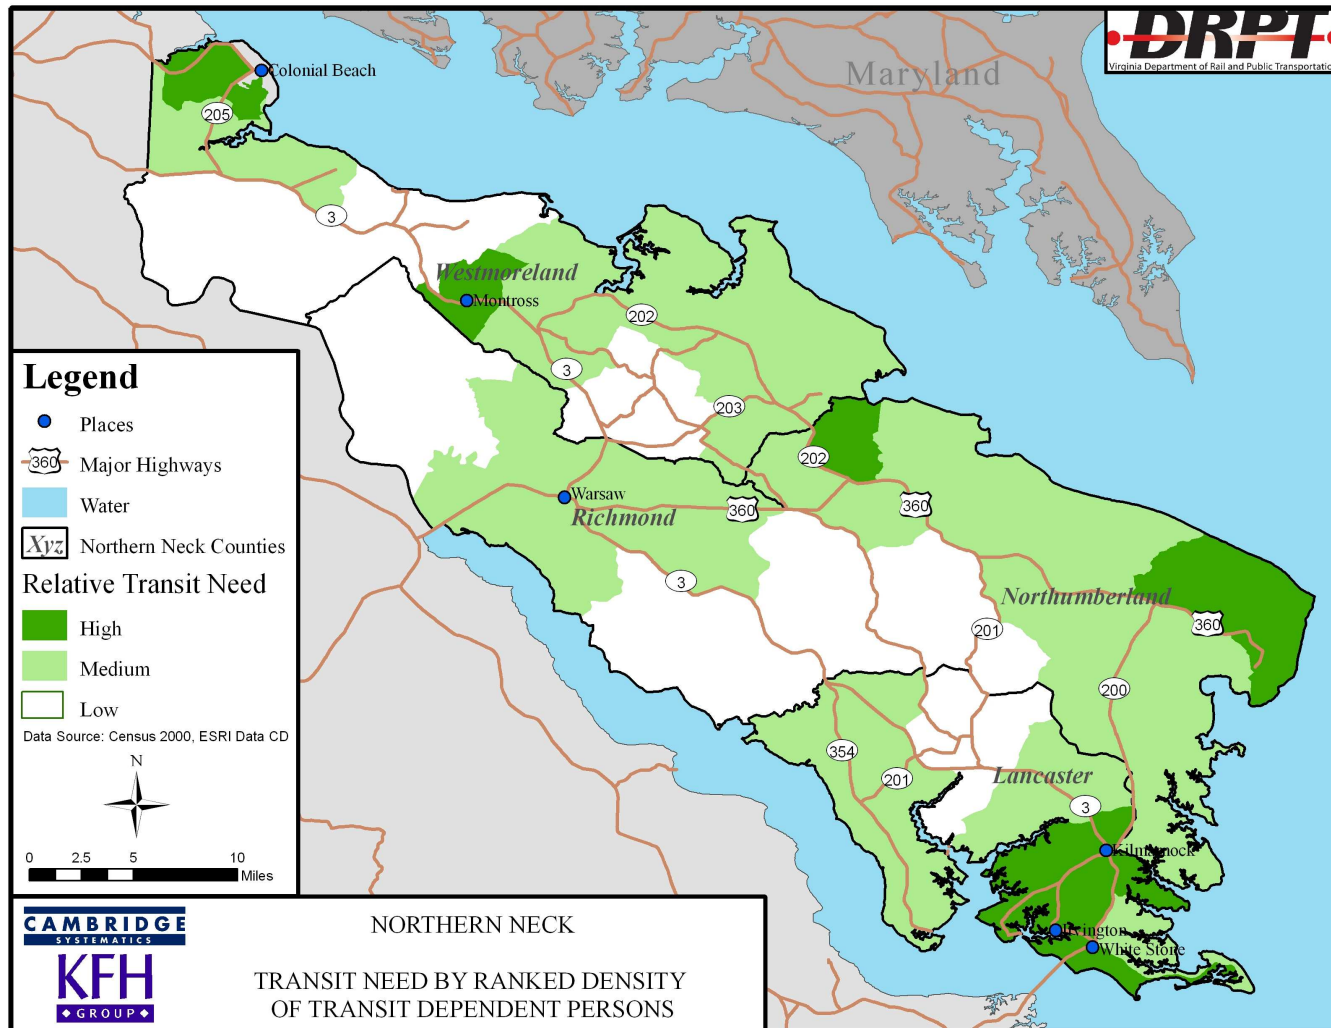 DRPT
Virginia Department of Rail and Public Transportation
Maryland
Colonial Beach
205
3
Westmoreland
Montross
202
3
203
202
Warsaw
Richmond
360
360
3
Northumberland
360
201
200
354
201
Lancaster
3
Kilmarnock
Irvington
White Stone
Legend
Places
360 Major Highways
Water
Xyz Northern Neck Counties
Relative Transit Need
High
Medium
Low
Data Source: Census 2000, ESRI Data CD
N
0 2.5 5 10
Miles
CAMBRIDGE
SYSTEMATICS
KFH
GROUP
NORTHERN NECK
TRANSIT NEED BY RANKED DENSITY
OF TRANSIT DEPENDENT PERSONS